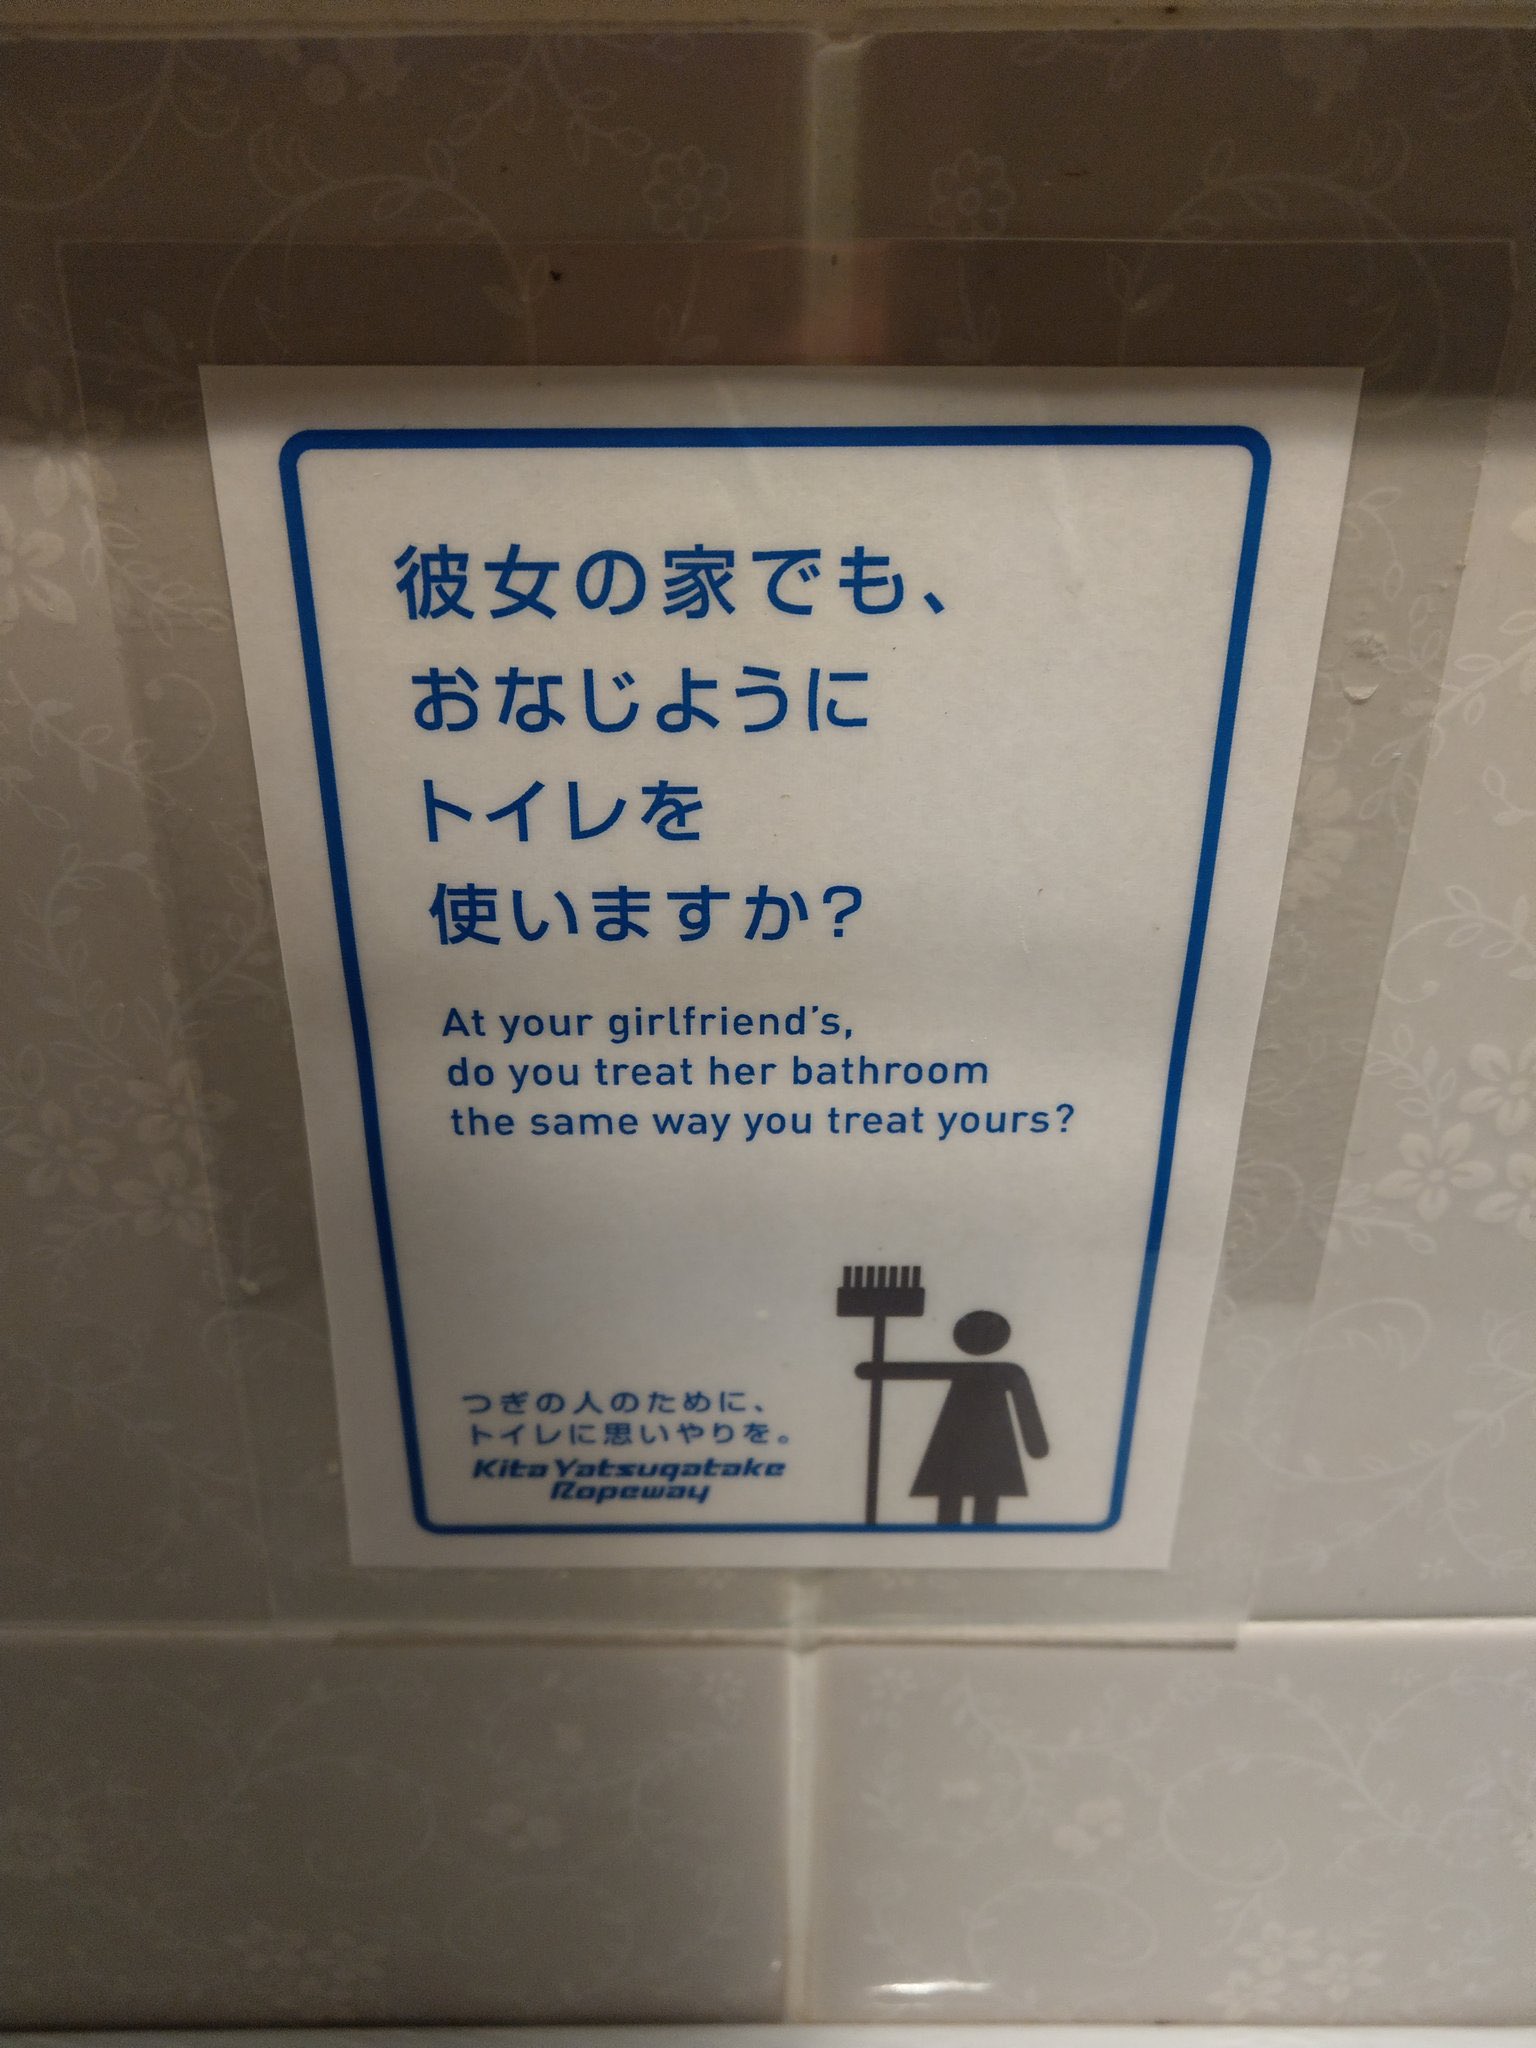 彼女の家でも、
おなじように
トイレを
使いますか?
At your girlfriend's,
do you treat her bathroom
the same way you treat yours?
つぎの人のために、
トイレに思いやりを。
Kita Yatsugatake
Ropeway